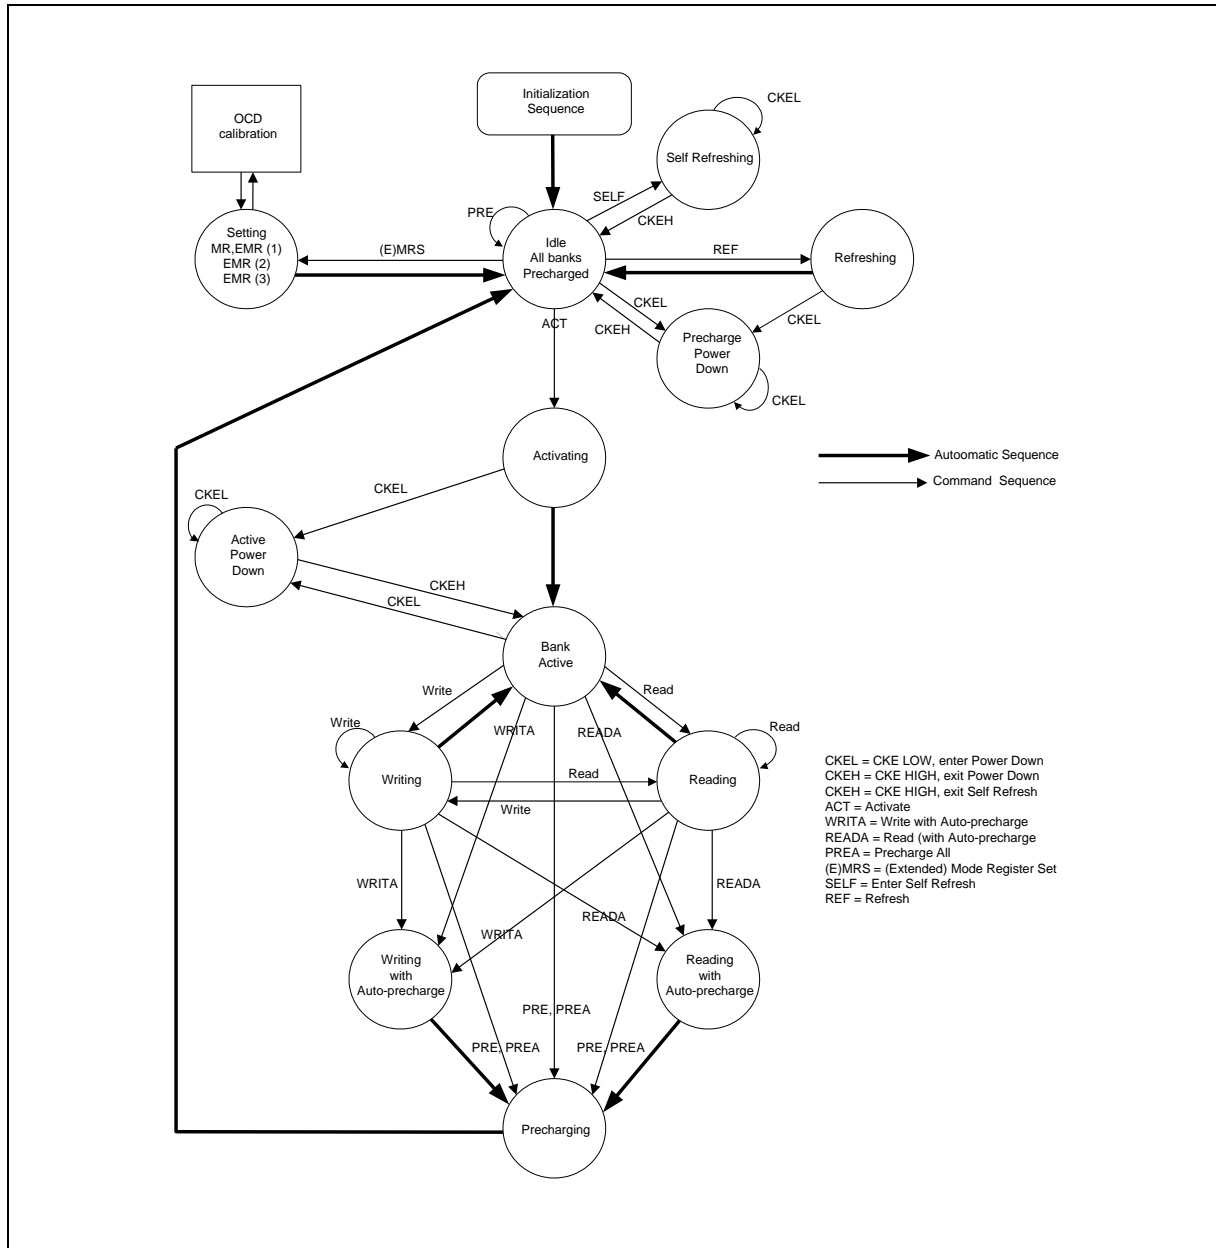 OCD
calibration
Initialization
Sequence
CKEL
Self Refreshing
SELF
CKEH
PRE
Setting
MR,EMR (1)
EMR (2)
EMR (3)
(E)MRS
Idle
All banks
Precharged
REF
Refreshing
CKEL
CKEH
CKEL
ACT
Precharge
Power
Down
CKEL
Activating
Autoomatic Sequence
Command Sequence
CKEL
CKEL
Active
Power
Down
CKEH
CKEL
Bank
Active
Write
Read
Write
WRITA
READA
Read
Writing
Read
Reading
Write
CKEL = CKE LOW, enter Power Down
CKEH = CKE HIGH, exit Power Down
CKEH = CKE HIGH, exit Self Refresh
ACT = Activate
WRITA = Write with Auto-precharge
READA = Read (with Auto-precharge
PREA = Precharge All
(E)MRS = (Extended) Mode Register Set
SELF = Enter Self Refresh
REF = Refresh
WRITA
READA
WRITA
READA
Writing
with
Auto-precharge
Reading
with
Auto-precharge
PRE, PREA
PRE, PREA
PRE, PREA
Precharging